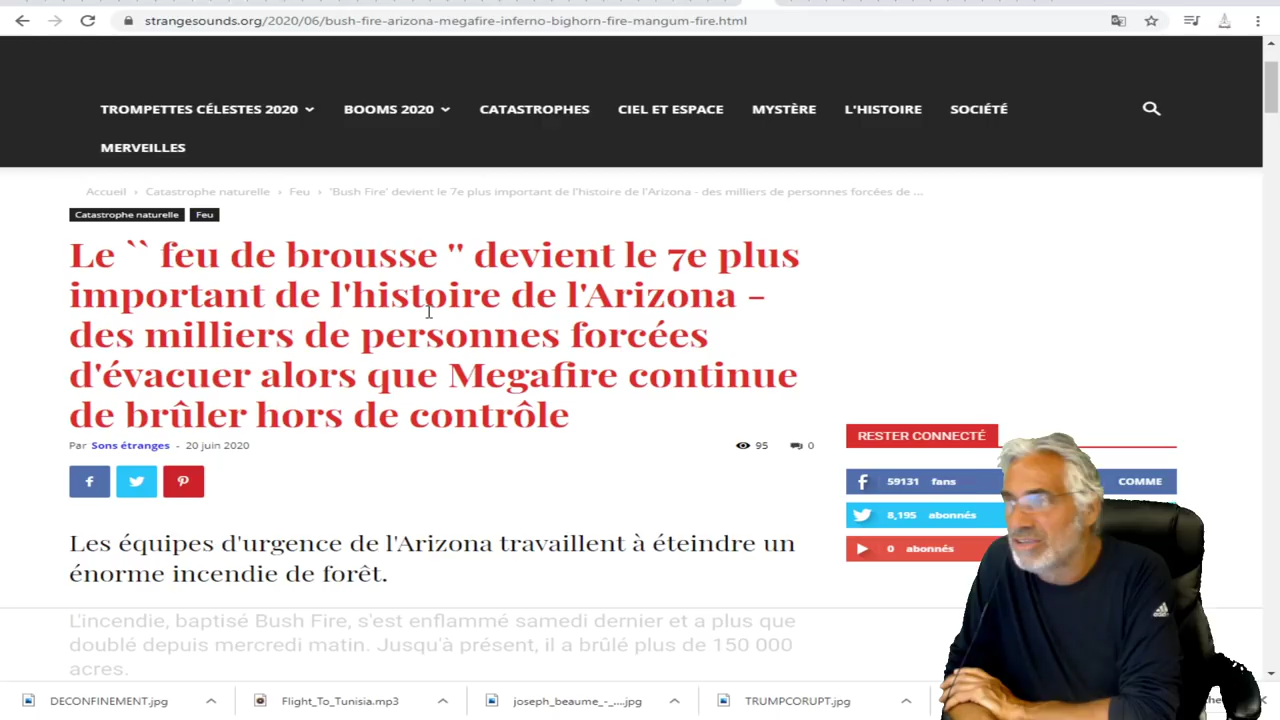 strangesounds.org/2020/06/bush-fire-arizona-megafire-inferno-bighorn-fire-mangum-fire.html
TROMPETTES CÉLESTES 2020
BOOMS 2020
CATASTROPHES
CIEL ET ESPACE
MYSTÈRE
L'HISTOIRE
SOCIÉTÉ
MERVEILLES
Accueil › Catastrophe naturelle › Feu › 'Bush Fire' devient le 7e plus important de l'histoire de l'Arizona - des milliers de personnes forcées de ...
Catastrophe naturelle
Feu
Le `` feu de brousse '' devient le 7e plus
important de l'histoire de l'Arizona -
des milliers de personnes forcées
d'évacuer alors que Megafire continue
de brûler hors de contrôle
Par Sons étranges - 20 juin 2020
95
0
RESTER CONNECTÉ
59131 fans
COMME
8,195 abonnés
0 abonnés
Les équipes d'urgence de l'Arizona travaillent à éteindre un
énorme incendie de forêt.
L'incendie, baptisé Bush Fire, s'est enflammé samedi dernier et a plus que
doublé depuis mercredi matin. Jusqu'à présent, il a brûlé plus de 150 000
acres.
adidas
DECONFINEMENT.jpg
Flight_To_Tunisia.mp3
joseph_beaume_-_....jpg
TRUMPCORUPT.jpg